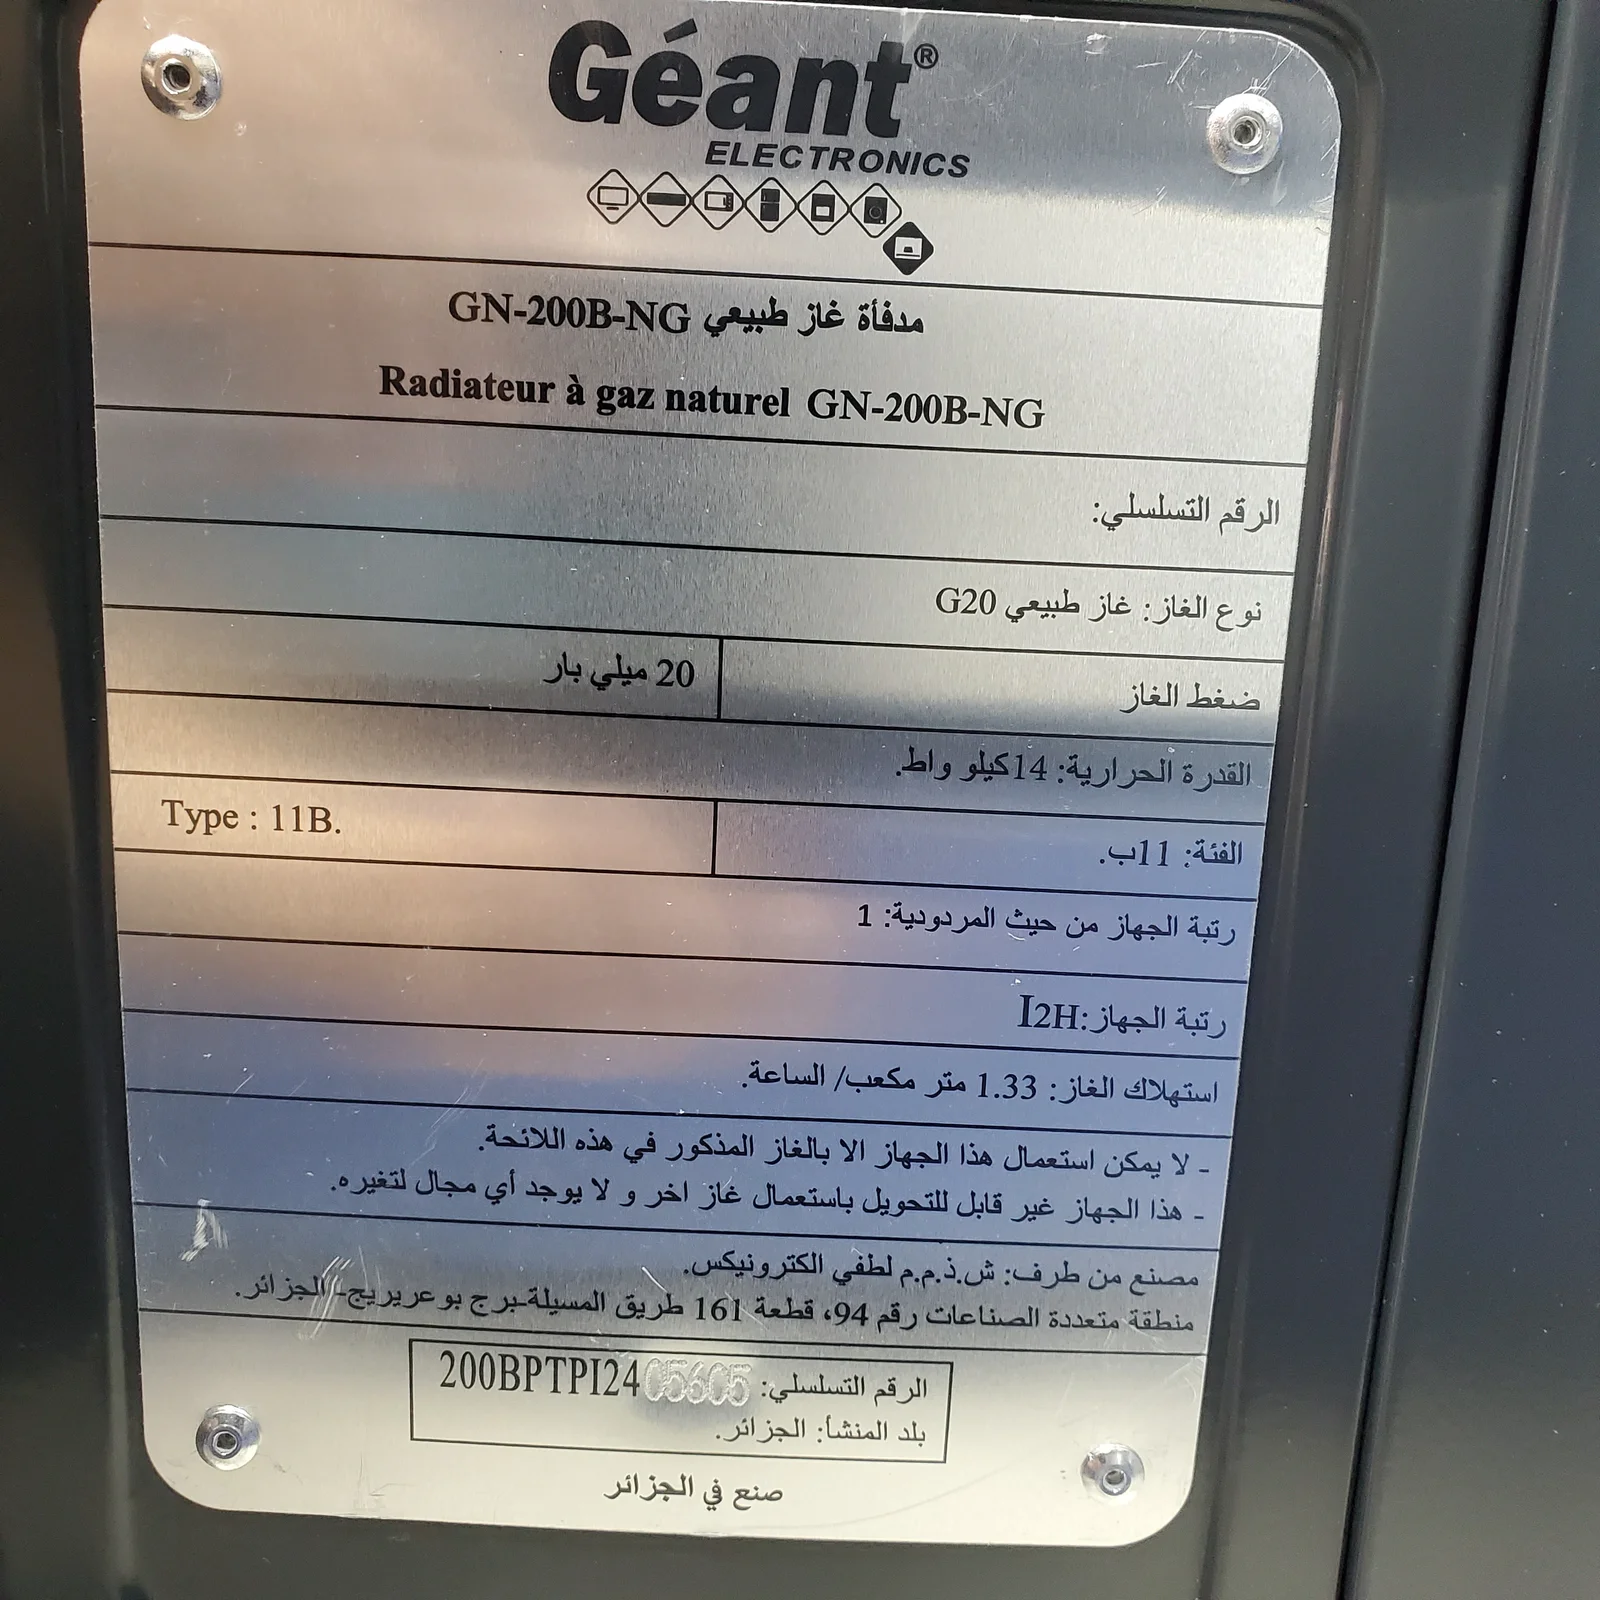 Géant®
ELECTRONICS
مدفأة غاز طبيعي GN-200B-NG
Radiateur à gaz naturel GN-200B-NG
الرقم التسلسلي:
نوع الغاز: غاز طبيعي G20
ضغط الغاز
20 ميلي بار
القدرة الحرارية: 14كيلو واط.
الفئة: 11ب.
Type : 11B.
رتبة الجهاز من حيث المردودية: 1
رتبة الجهاز:I2H
استهلاك الغاز: 1.33 متر مكعب/ الساعة.
- لا يمكن استعمال هذا الجهاز الا بالغاز المذكور في هذه اللائحة.
- هذا الجهاز غير قابل للتحويل باستعمال غاز اخر و لا يوجد أي مجال لتغيره.
مصنع من طرف: ش.ذ.م.م لطفي الكترونيكس.
منطقة متعددة الصناعات رقم 94، قطعة 161 طريق المسيلة-برج بوعريريج- الجزائر.
الرقم التسلسلي: 200BPTPI2405605
بلد المنشأ: الجزائر.
صنع في الجزائر